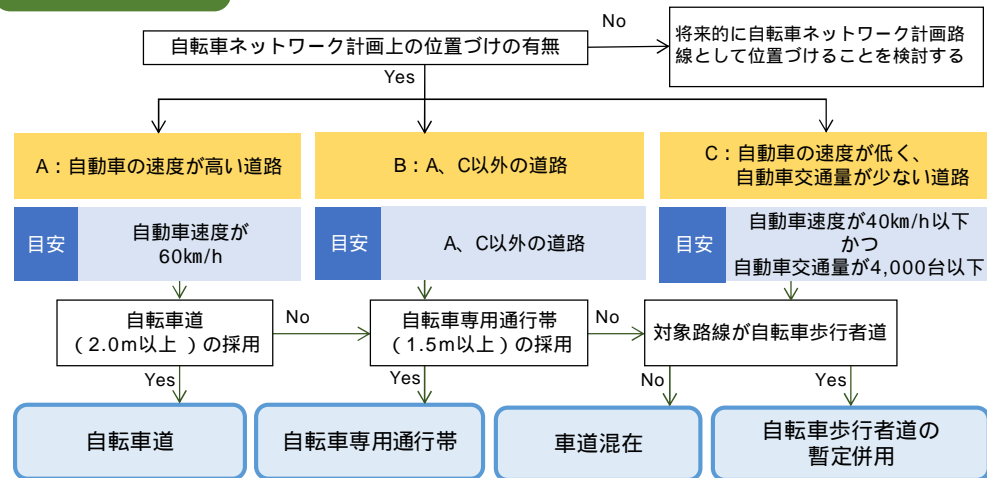 No
自転車ネットワーク計画上の位置づけの有無
将来的に自転車ネットワーク計画路
線として位置づけることを検討する
Yes
A：自動車の速度が高い道路
B：A、C以外の道路
C：自動車の速度が低く、
自動車交通量が少ない道路
目安
自動車速度が
60km/h
目安
A、C以外の道路
目安
自動車速度が40km/h以下
かつ
自動車交通量が4,000台以下
自転車道
（2.0m以上 ）の採用
No
自転車専用通行帯
（1.5m以上）の採用
No
対象路線が自転車歩行者道
Yes
Yes
No
Yes
自転車道
自転車専用通行帯
車道混在
自転車歩行者道の
暫定併用